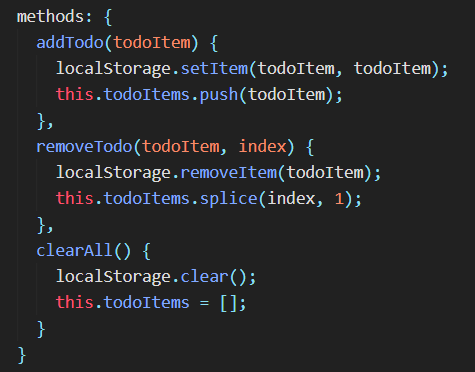 methods: {
  addTodo(todoItem) {
    localStorage.setItem(todoItem, todoItem);
    this.todoItems.push(todoItem);
  },
  removeTodo(todoItem, index) {
    localStorage.removeItem(todoItem);
    this.todoItems.splice(index, 1);
  },
  clearAll() {
    localStorage.clear();
    this.todoItems = [];
  }
}